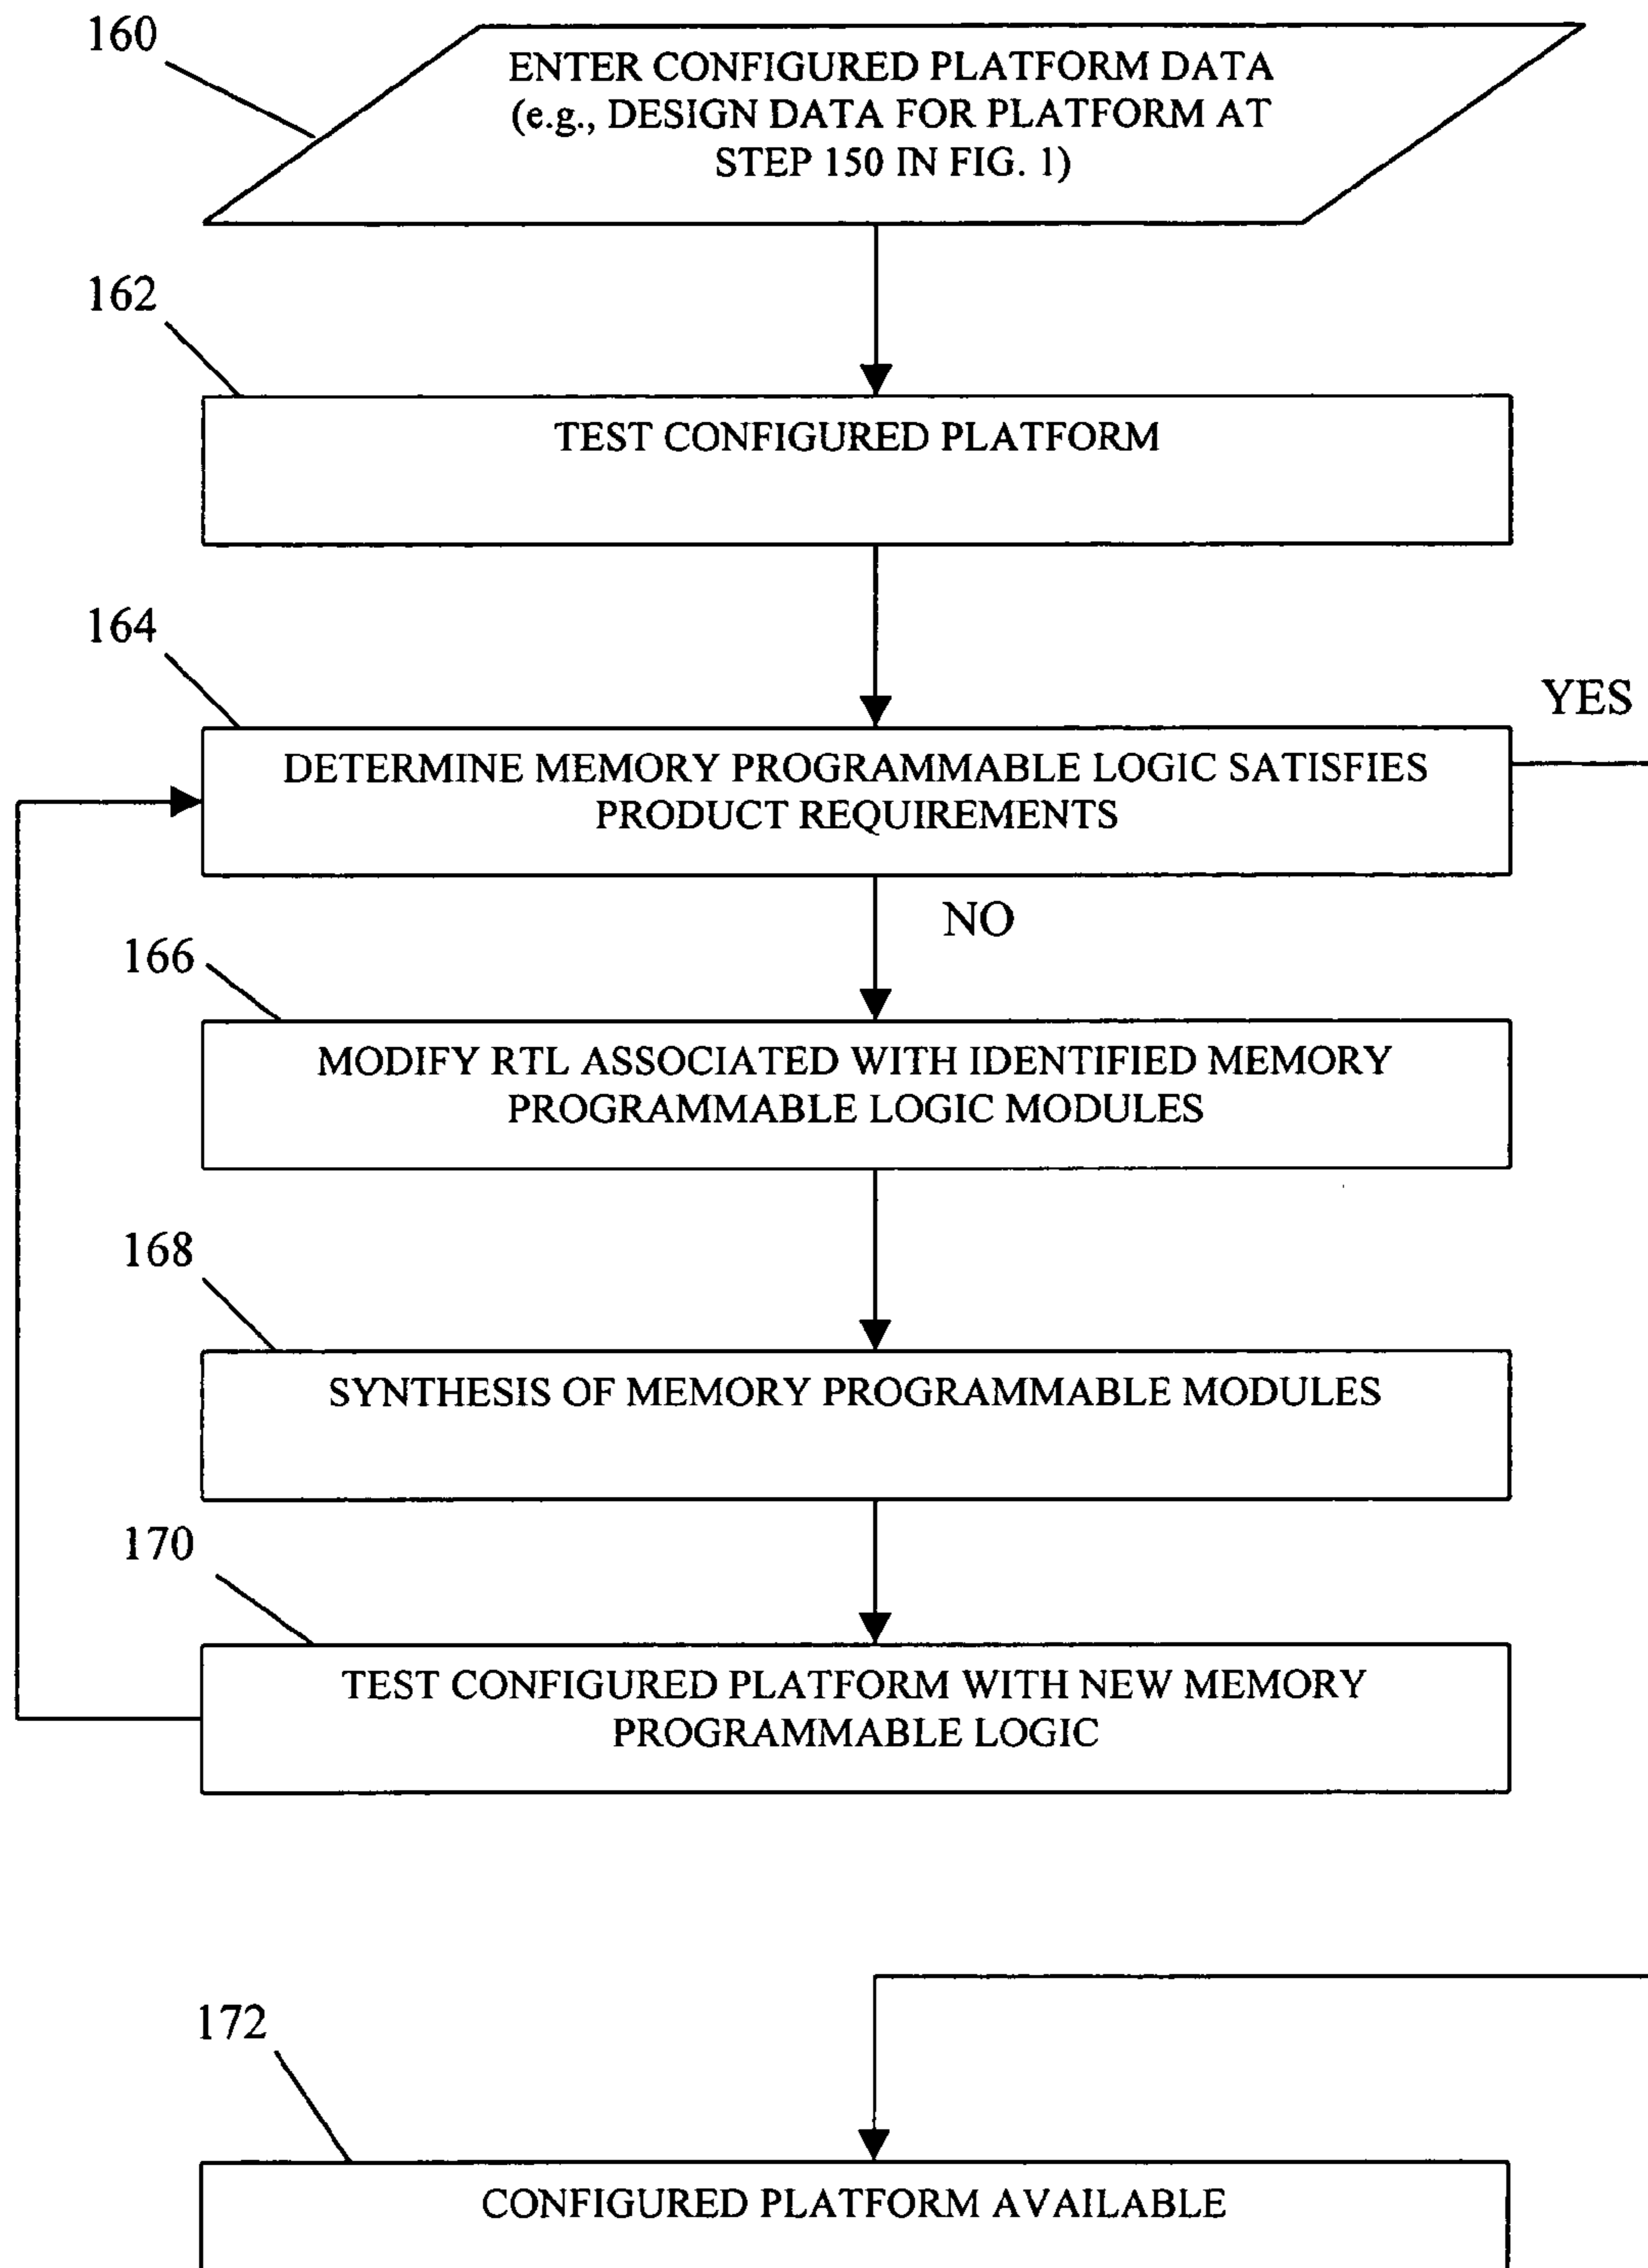 160
ENTER CONFIGURED PLATFORM DATA
(e.g., DESIGN DATA FOR PLATFORM AT
STEP 150 IN FIG. 1)
162
TEST CONFIGURED PLATFORM
164
YES
DETERMINE MEMORY PROGRAMMABLE LOGIC SATISFIES
PRODUCT REQUIREMENTS
NO
166
MODIFY RTL ASSOCIATED WITH IDENTIFIED MEMORY
PROGRAMMABLE LOGIC MODULES
168
SYNTHESIS OF MEMORY PROGRAMMABLE MODULES
170
TEST CONFIGURED PLATFORM WITH NEW MEMORY
PROGRAMMABLE LOGIC
172
CONFIGURED PLATFORM AVAILABLE